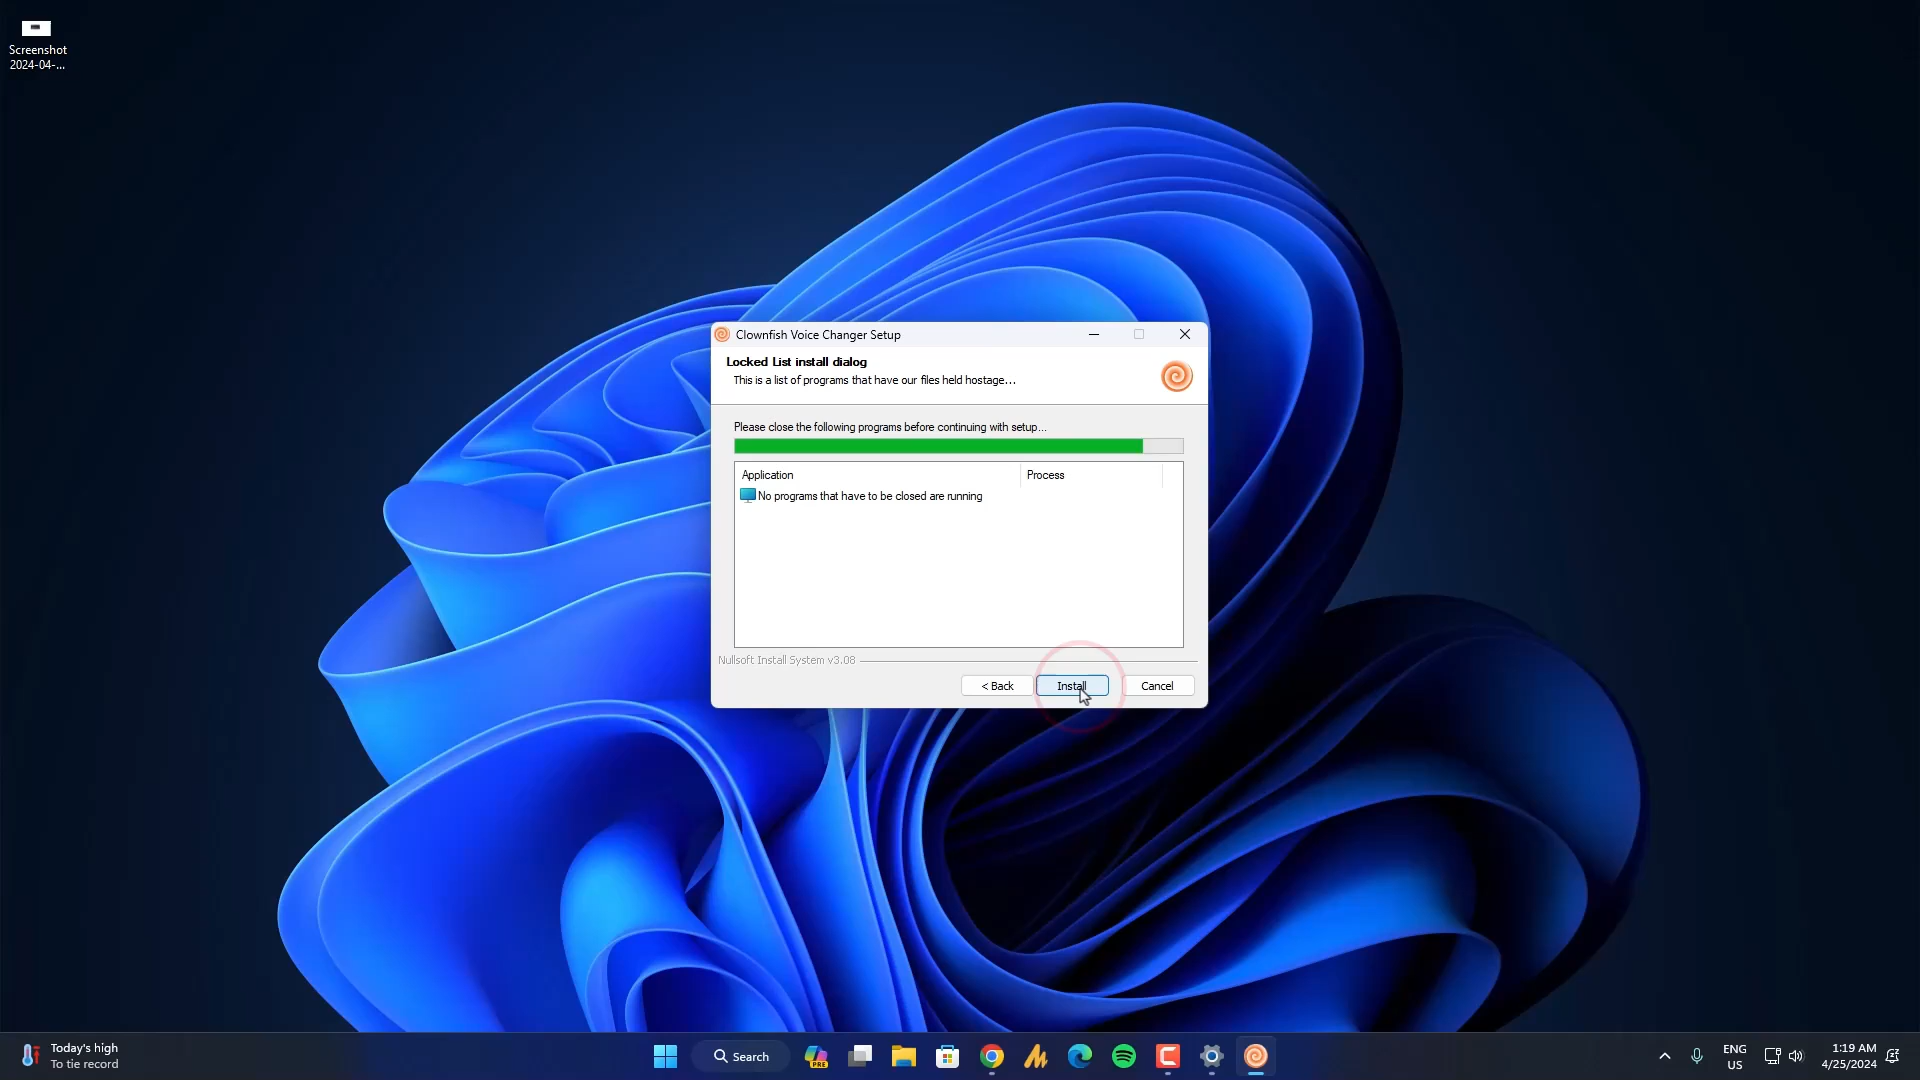 Screenshot
2024-04-...
Clownfish Voice Changer Setup
Locked List install dialog
This is a list of programs that have our files held hostage...
Please close the following programs before continuing with setup...
Application Process
No programs that have to be closed are running
Nullsoft Install System v3.08
< Back Install Cancel
Today's high
To tie record
Search
PRE
ENG
US
1:19 AM
4/25/2024